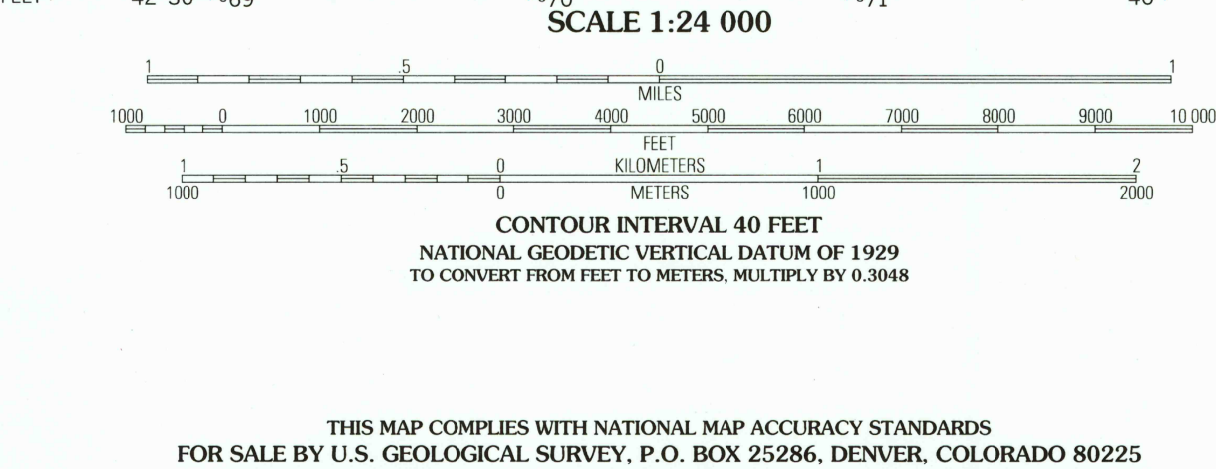 SCALE 1:24 000
1 .5 0 1
MILES
1000 0 1000 2000 3000 4000 5000 6000 7000 8000 9000 10 000
FEET
1 .5 0 KILOMETERS 1 2
1000 0 METERS 1000 2000
CONTOUR INTERVAL 40 FEET
NATIONAL GEODETIC VERTICAL DATUM OF 1929
TO CONVERT FROM FEET TO METERS, MULTIPLY BY 0.3048
THIS MAP COMPLIES WITH NATIONAL MAP ACCURACY STANDARDS
FOR SALE BY U.S. GEOLOGICAL SURVEY, P.O. BOX 25286, DENVER, COLORADO 80225